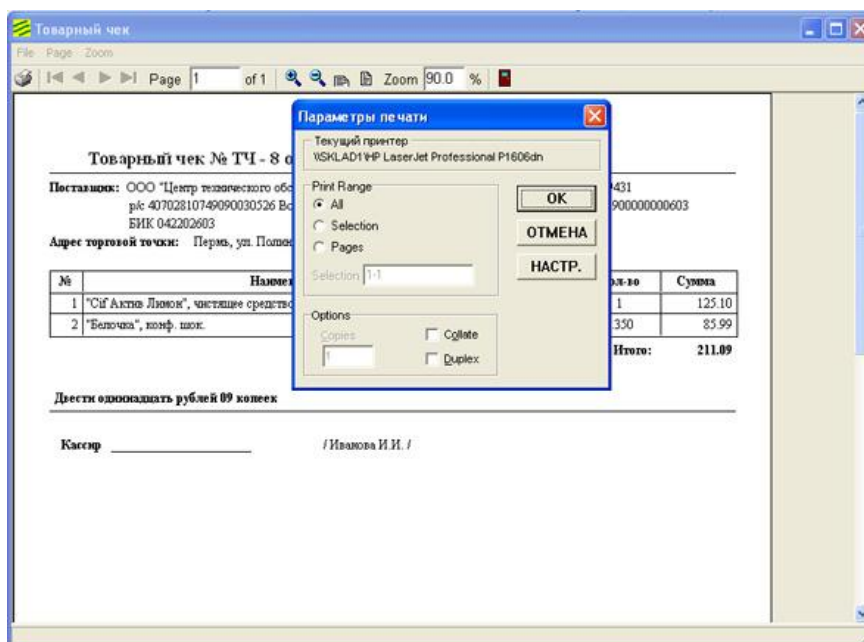 Товарный чек
File Page Zoom
Page 1 of 1 Zoom 90.0 %
Параметры печати
Текущий принтер
\\SKLAD1\HP LaserJet Professional P1606dn
Print Range
All
Selection
Pages
Selection 1-1
OK
ОТМЕНА
НАСТР.
Options
Copies
1
Collate
Duplex
Товарный чек № ТЧ - 8 о
Поставщик: ООО "Центр технического обс 9431
р/с 40702810749090030526 Во 900000000603
БИК 042202603
Адрес торговой точки: Пермь, ул.
№ Наимен ол-во Сумма
1 "Cif Актив Лимон", чистящее средство 1 125.10
2 "Белочка", конф. шок. 350 85.99
Итого: 211.09
Двести одиннадцать рублей 09 копеек
Кассир / Иванова И.И. /